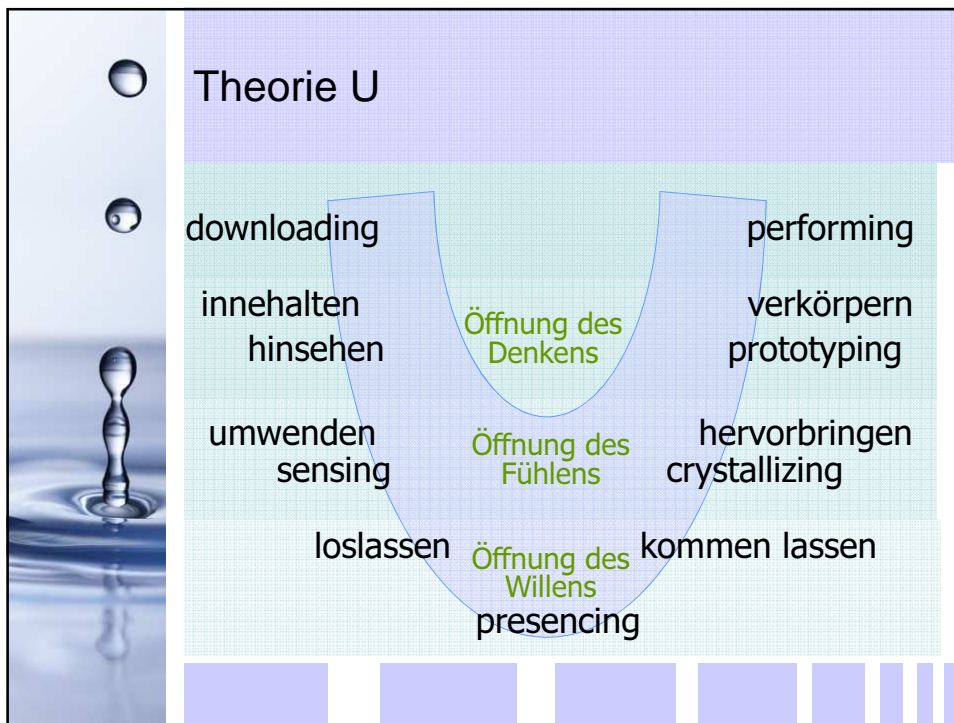 Theorie U
downloading
performing
innehalten
verkörpern
Öffnung des
Denkens
hinsehen
prototyping
umwenden
hervorbringen
Öffnung des
Fühlens
sensing
crystallizing
loslassen
kommen lassen
Öffnung des
Willens
presencing